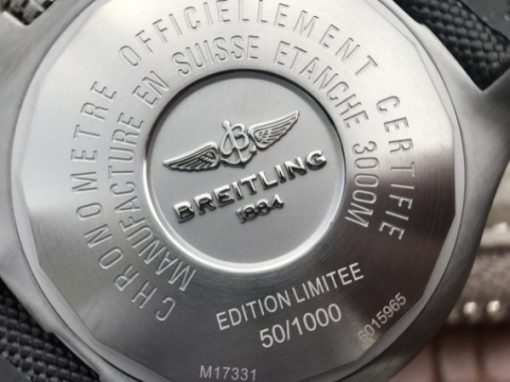 CHRONOMETRE OFFICIELLEMENT CERTIFIE
MANUFACTURE EN SUISSE ETANCHE 3000M
B
BREITLING
1884
EDITION LIMITEE
50/1000
6015965
M17331